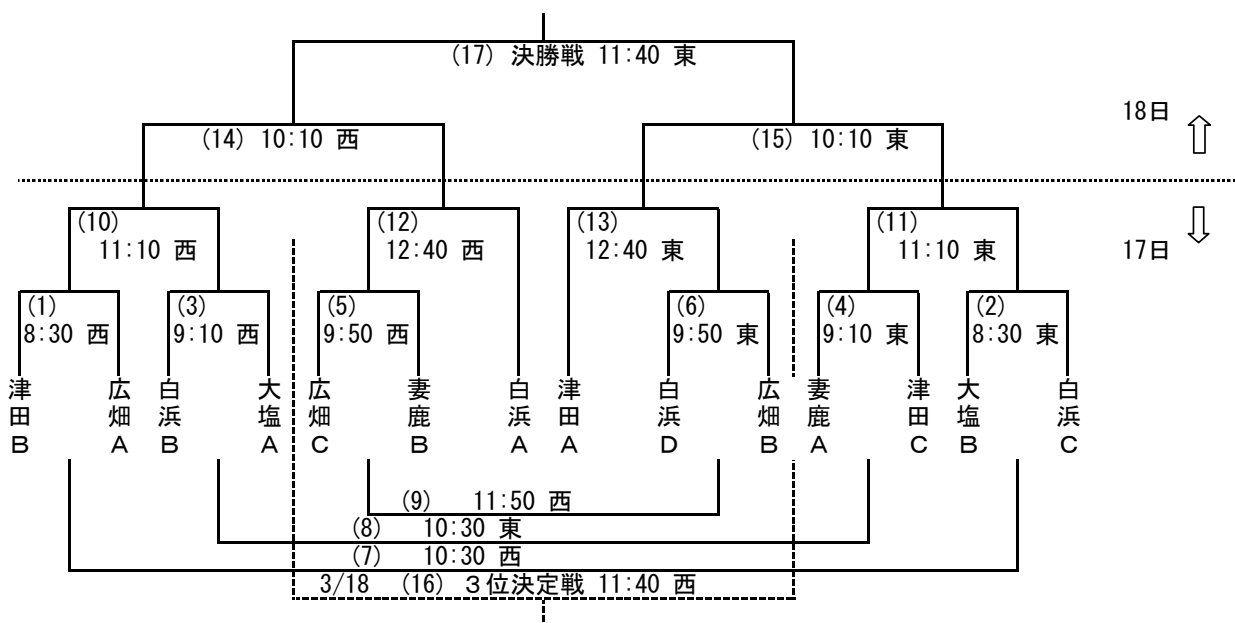 (17) 決勝戦 11:40 東
18日
(14) 10:10 西
(15) 10:10 東
(10)
11:10 西
(12)
12:40 西
(13)
12:40 東
(11)
11:10 東
17日
(1)
8:30 西
(3)
9:10 西
(5)
9:50 西
(6)
9:50 東
(4)
9:10 東
(2)
8:30 東
津田B
広畑A
白浜B
大塩A
広畑C
妻鹿B
白浜A
津田A
白浜D
広畑B
妻鹿A
津田C
大塩B
白浜C
(9) 11:50 西
(8) 10:30 東
(7) 10:30 西
3/18 (16) 3位決定戦 11:40 西